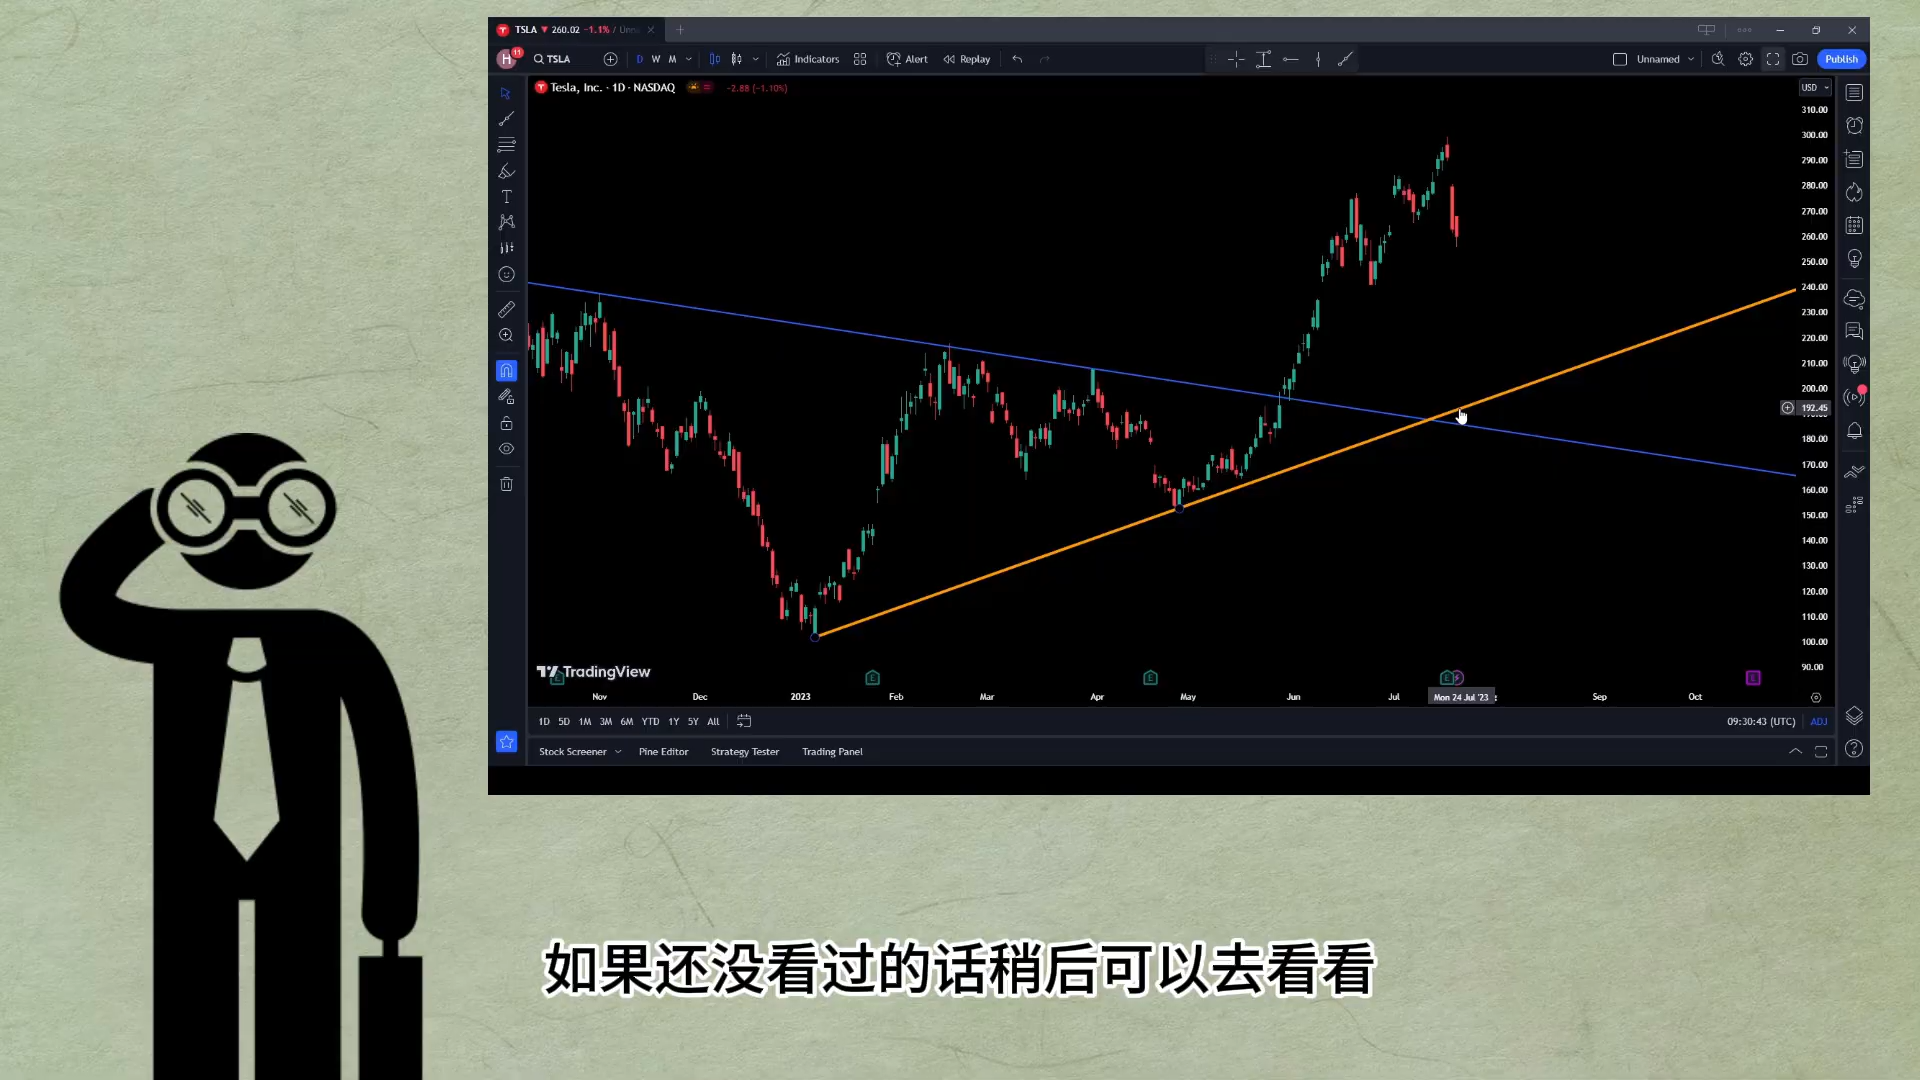 TSLA 260.02 -1.1% / Unna
H 11 TSLA D W M Indicators Alert Replay Unnamed Publish
Tesla, Inc. · 1D · NASDAQ -2.88 (-1.10%) USD
310.00
300.00
290.00
280.00
270.00
260.00
250.00
240.00
230.00
220.00
210.00
200.00
192.45
180.00
170.00
160.00
150.00
140.00
130.00
120.00
110.00
100.00
90.00
TradingView
E E E E E
Nov Dec 2023 Feb Mar Apr May Jun Jul Mon 24 Jul '23 Sep Oct
1D 5D 1M 3M 6M YTD 1Y 5Y All 09:30:43 (UTC) ADJ
Stock Screener Pine Editor Strategy Tester Trading Panel
如果还没看过的话稍后可以去看看